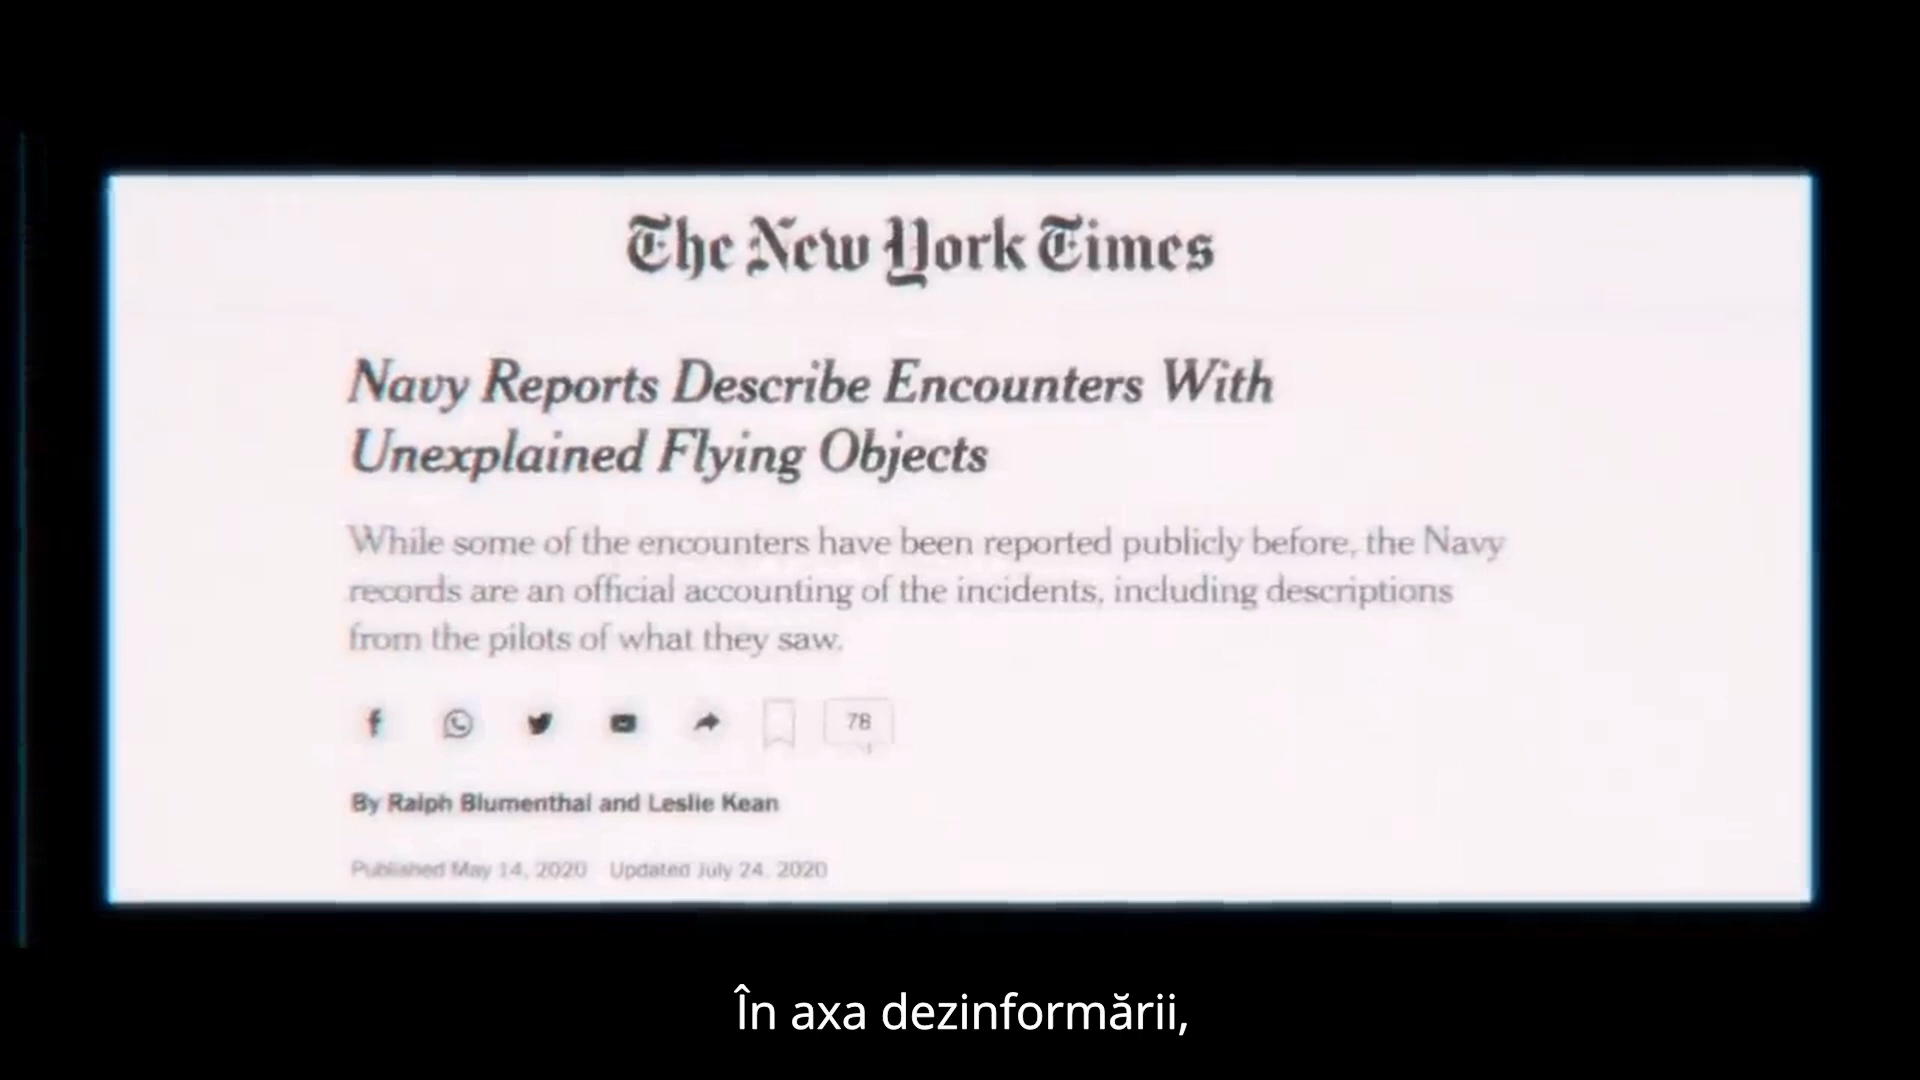 The New York Times
Navy Reports Describe Encounters With
Unexplained Flying Objects
While some of the encounters have been reported publicly before, the Navy
records are an official accounting of the incidents, including descriptions
from the pilots of what they saw.
78
By Ralph Blumenthal and Leslie Kean
Published May 14, 2020 Updated July 24, 2020
În axa dezinformării,